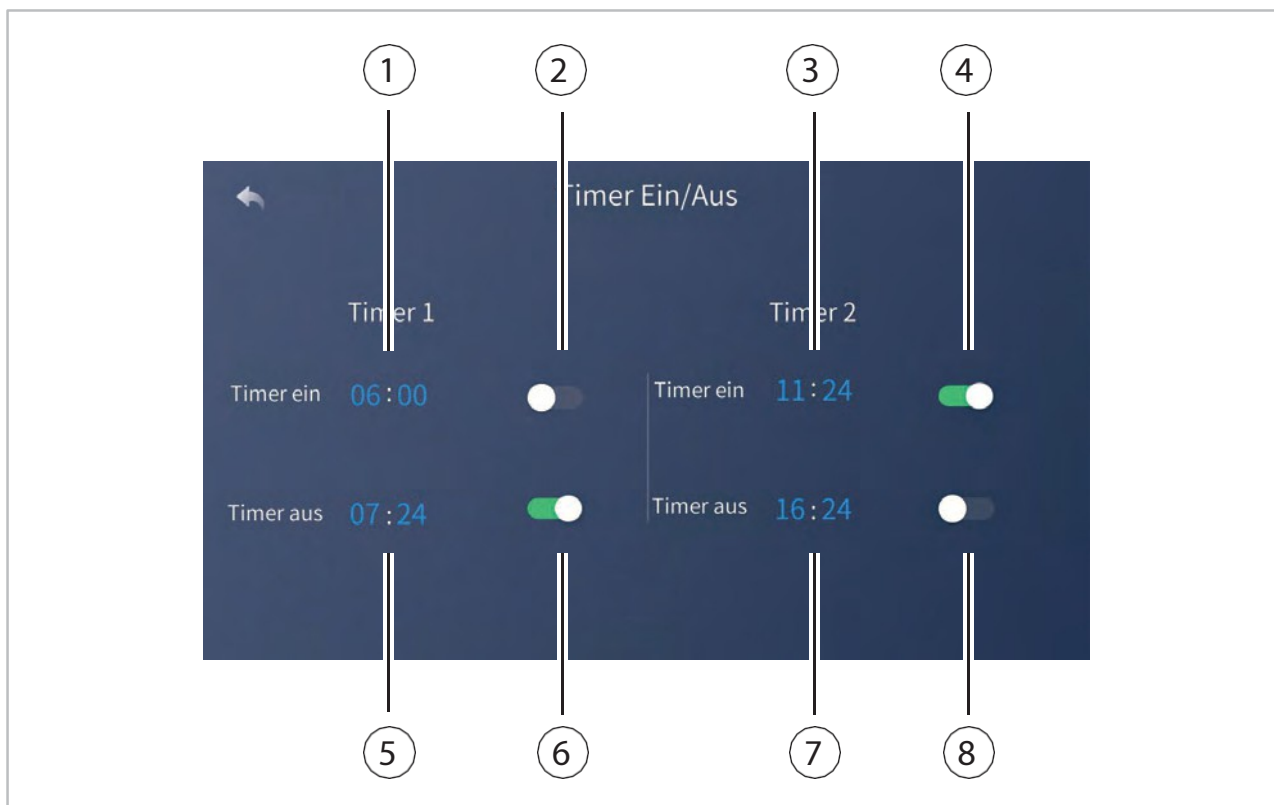 1 2 3 4
Timer Ein/Aus
Timer 1 Timer 2
Timer ein 06:00 Timer ein 11:24
Timer aus 07:24 Timer aus 16:24
5 6 7 8